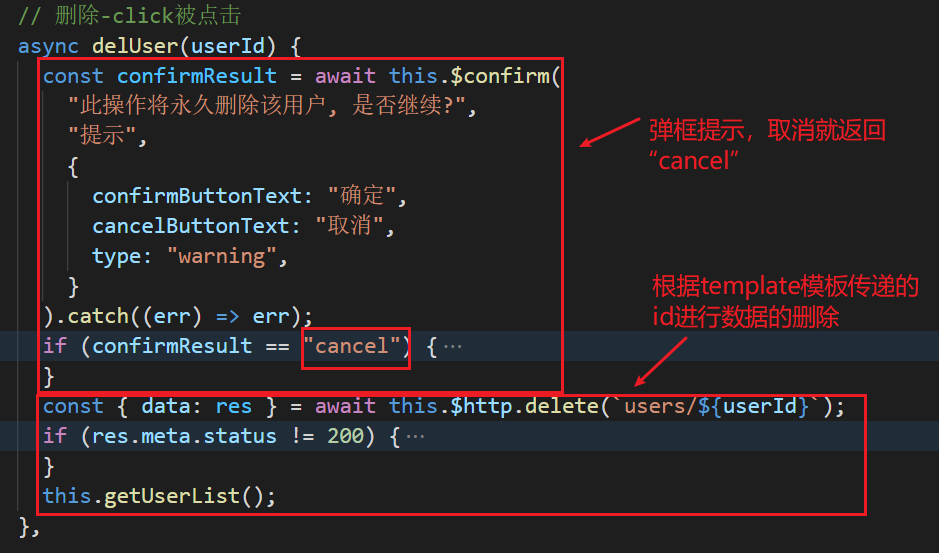 // 删除-click被点击
async delUser(userId) {
const confirmResult = await this.$confirm(
"此操作将永久删除该用户, 是否继续?",
"提示",
{
confirmButtonText: "确定",
cancelButtonText: "取消",
type: "warning",
}
).catch((err) => err);
if (confirmResult == "cancel") {···
}
const { data: res } = await this.$http.delete(`users/${userId}`);
if (res.meta.status != 200) {···
}
this.getUserList();
},
弹框提示，取消就返回
“cancel”
根据template模板传递的
id进行数据的删除